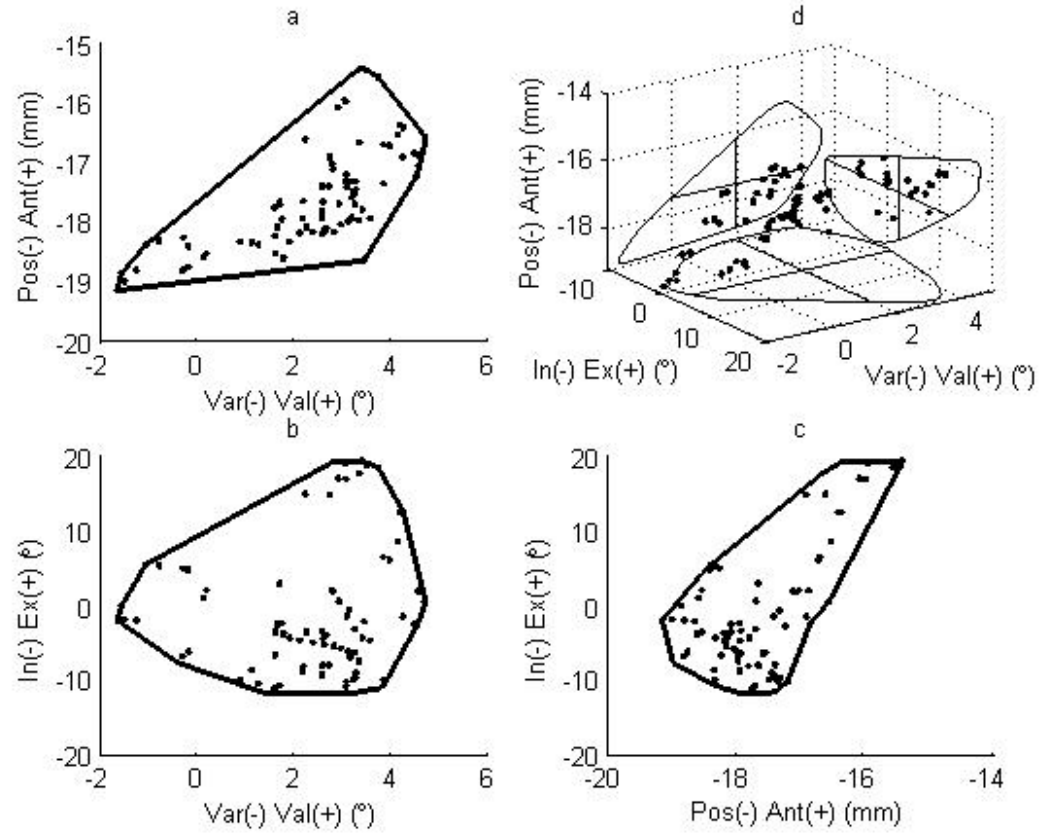 a
-15
-16
-17
-18
-19
-20
Pos(-) Ant(+) (mm)
-2 0 2 4 6
Var(-) Val(+) (°)
d
-14
-16
-18
-10
Pos(-) Ant(+) (mm)
0 10 20
In(-) Ex(+) (°)
-2 0 2 4
Var(-) Val(+) (°)
b
20
10
0
-10
-20
In(-) Ex(+) (°)
-2 0 2 4 6
Var(-) Val(+) (°)
c
20
10
0
-10
-20
In(-) Ex(+) (°)
-20 -18 -16 -14
Pos(-) Ant(+) (mm)